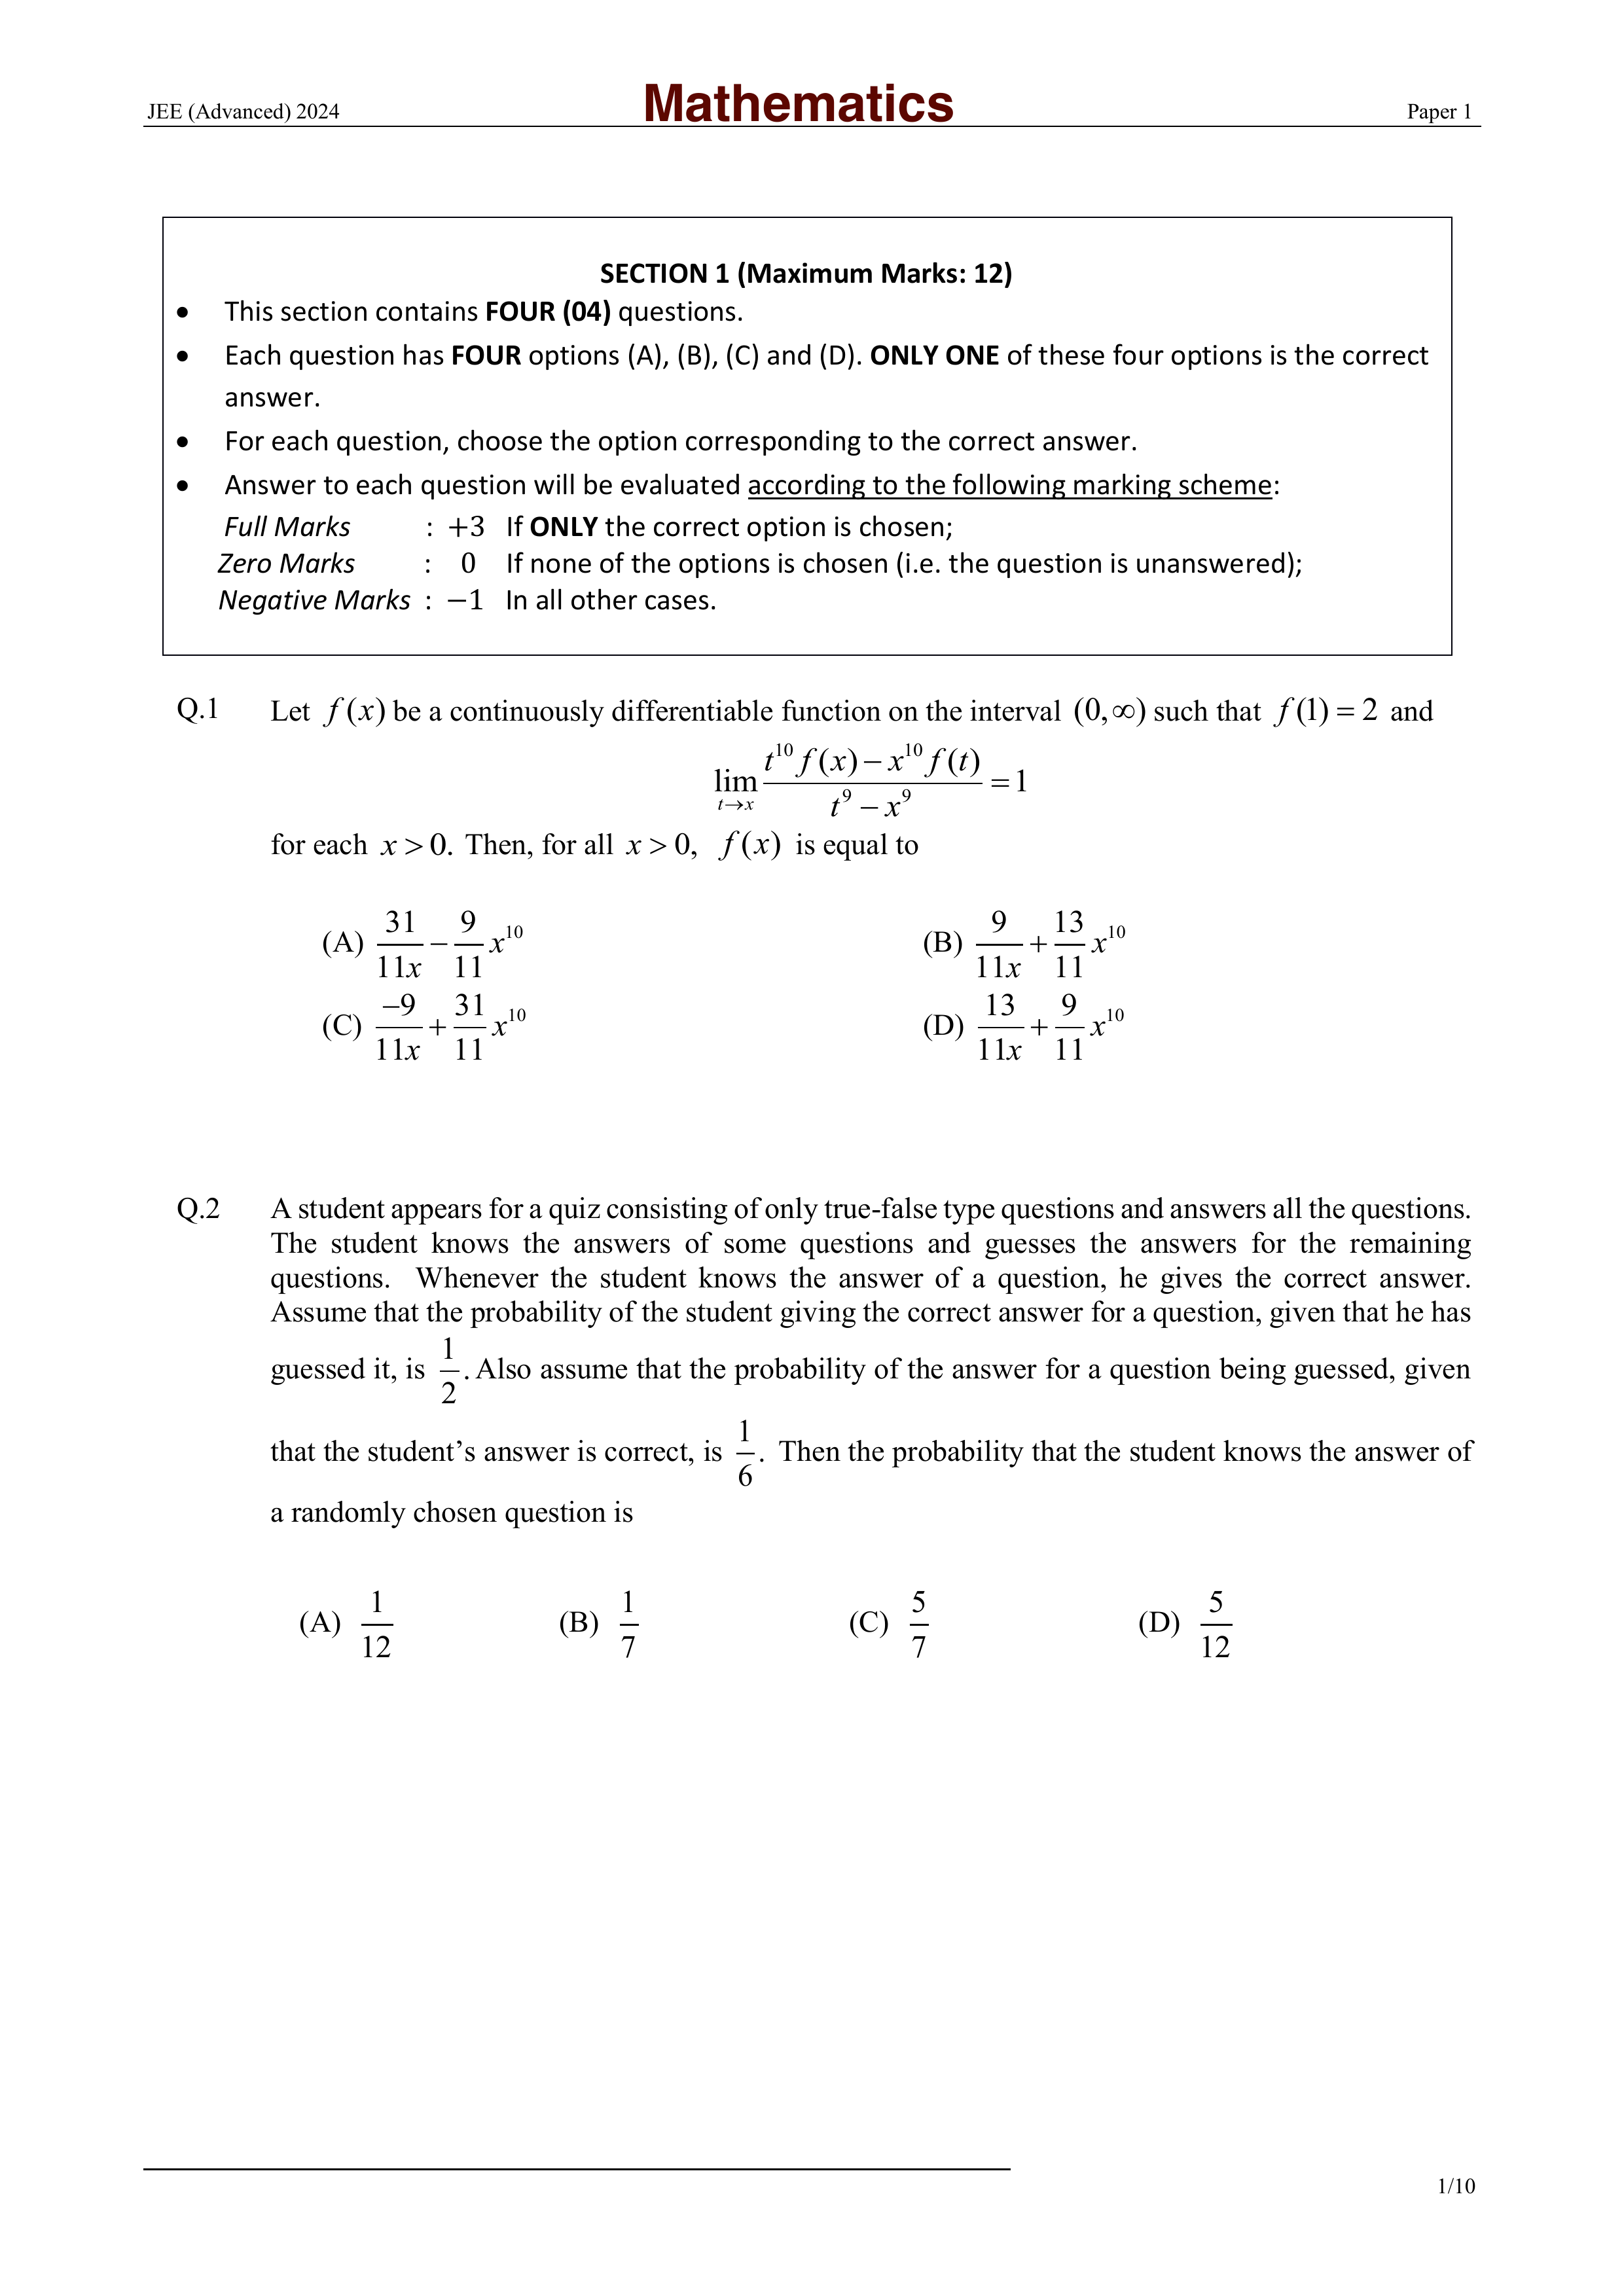 JEE (Advanced) 2024 Mathematics Paper 1
SECTION 1 (Maximum Marks: 12)
• This section contains FOUR (04) questions.
• Each question has FOUR options (A), (B), (C) and (D). ONLY ONE of these four options is the correct
answer.
• For each question, choose the option corresponding to the correct answer.
• Answer to each question will be evaluated according to the following marking scheme:
Full Marks : +3 If ONLY the correct option is chosen;
Zero Marks : 0 If none of the options is chosen (i.e. the question is unanswered);
Negative Marks : −1 In all other cases.
Q.1 Let f(x) be a continuously differentiable function on the interval (0,∞) such that f(1) = 2 and
\lim_{t→x} \frac{t^{10} f(x) − x^{10} f(t)}{t^9 − x^9} = 1
for each x > 0. Then, for all x > 0, f(x) is equal to
(A) \frac{31}{11x} − \frac{9}{11} x^{10} (B) \frac{9}{11x} + \frac{13}{11} x^{10}
(C) \frac{−9}{11x} + \frac{31}{11} x^{10} (D) \frac{13}{11x} + \frac{9}{11} x^{10}
Q.2 A student appears for a quiz consisting of only true-false type questions and answers all the questions.
The student knows the answers of some questions and guesses the answers for the remaining
questions. Whenever the student knows the answer of a question, he gives the correct answer.
Assume that the probability of the student giving the correct answer for a question, given that he has
guessed it, is \frac{1}{2}. Also assume that the probability of the answer for a question being guessed, given
that the student’s answer is correct, is \frac{1}{6}. Then the probability that the student knows the answer of
a randomly chosen question is
(A) \frac{1}{12} (B) \frac{1}{7} (C) \frac{5}{7} (D) \frac{5}{12}
1/10